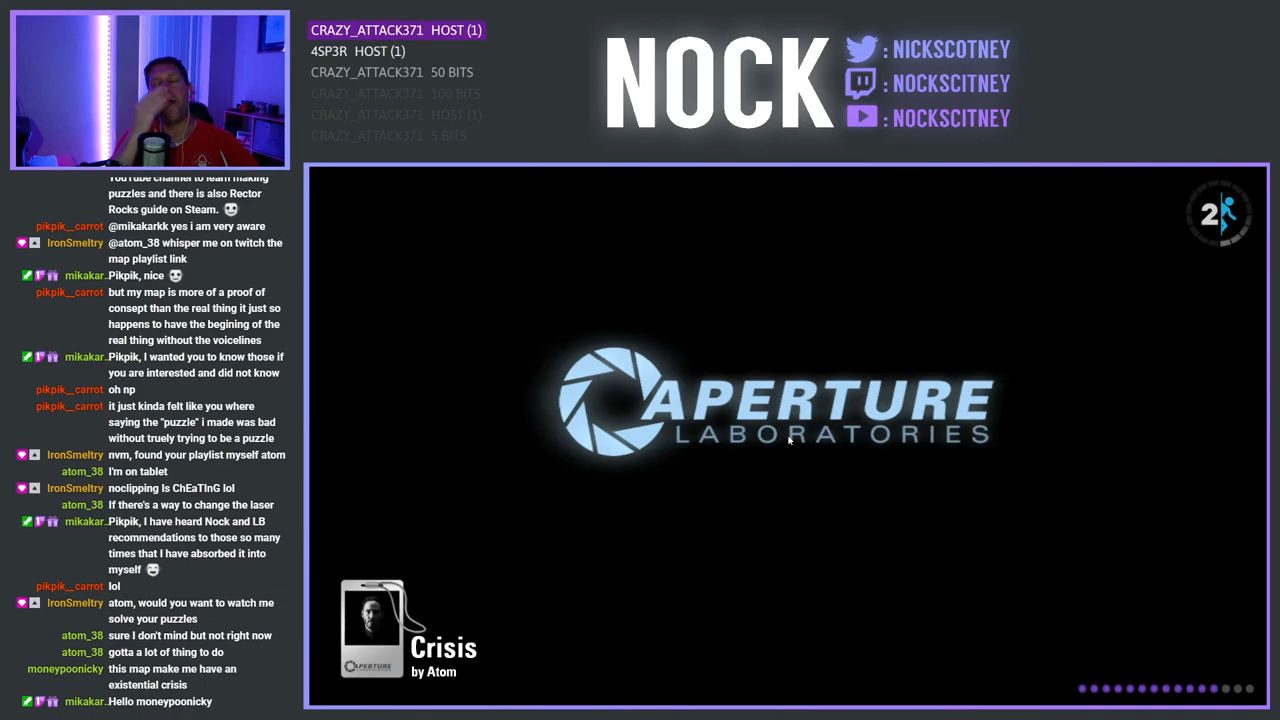 CRAZY_ATTACK371 HOST (1)
4SP3R HOST (1)
CRAZY_ATTACK371 50 BITS
CRAZY_ATTACK371 100 BITS
CRAZY_ATTACK371 HOST (1)
CRAZY_ATTACK371 5 BITS
NOCK
: NICKSCOTNEY
: NOCKSCITNEY
: NOCKSCITNEY
YouTube channel to learn making
puzzles and there is also Rector
Rocks guide on Steam.
pikpik__carrot @mikakarkk yes i am very aware
IronSmeltry @atom_38 whisper me on twitch the
map playlist link
mikakar.. Pikpik, nice
pikpik__carrot but my map is more of a proof of
consept than the real thing it just so
happens to have the begining of the
real thing without the voicelines
mikakar.. Pikpik, I wanted you to know those if
you are interested and did not know
pikpik__carrot oh np
pikpik__carrot it just kinda felt like you where
saying the "puzzle" i made was bad
without truely trying to be a puzzle
IronSmeltry nvm, found your playlist myself atom
atom_38 I'm on tablet
IronSmeltry noclipping Is ChEaTInG lol
atom_38 If there's a way to change the laser
mikakar.. Pikpik, I have heard Nock and LB
recommendations to those so many
times that I have absorbed it into
myself
pikpik__carrot lol
IronSmeltry atom, would you want to watch me
solve your puzzles
atom_38 sure I don't mind but not right now
atom_38 gotta a lot of thing to do
moneypoonicky this map make me have an
existential crisis
mikakar.. Hello moneypoonicky
2
APERTURE
LABORATORIES
Crisis
by Atom
APERTURE